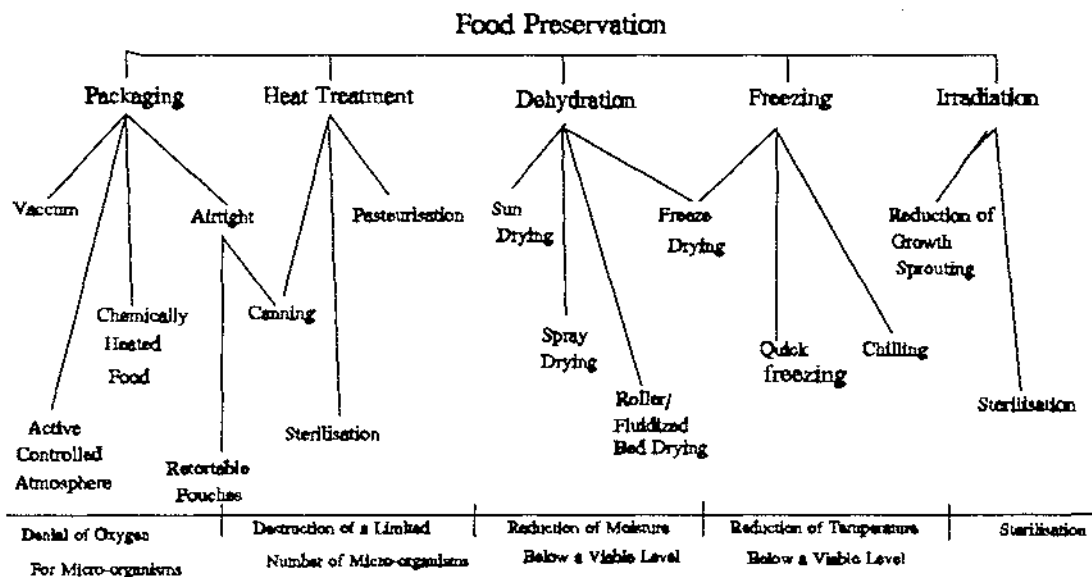 Food Preservation
Packaging
Heat Treatment
Dehydration
Freezing
Irradiation
Vaccum
Airtight
Pasteurisation
Sun
Drying
Freeze
Drying
Reduction of
Growth
Sprouting
Chemically
Heated
Food
Canning
Spray
Drying
Quick
freezing
Chilling
Active
Controlled
Atmosphere
Retortable
Pouches
Sterilisation
Roller/
Fluidized
Bed Drying
Sterilisation
Denial of Oxygen
For Micro-organisms
Destruction of a Limited
Number of Micro-organisms
Reduction of Moisture
Below a Viable Level
Reduction of Temperature
Below a Viable Level
Sterilisation